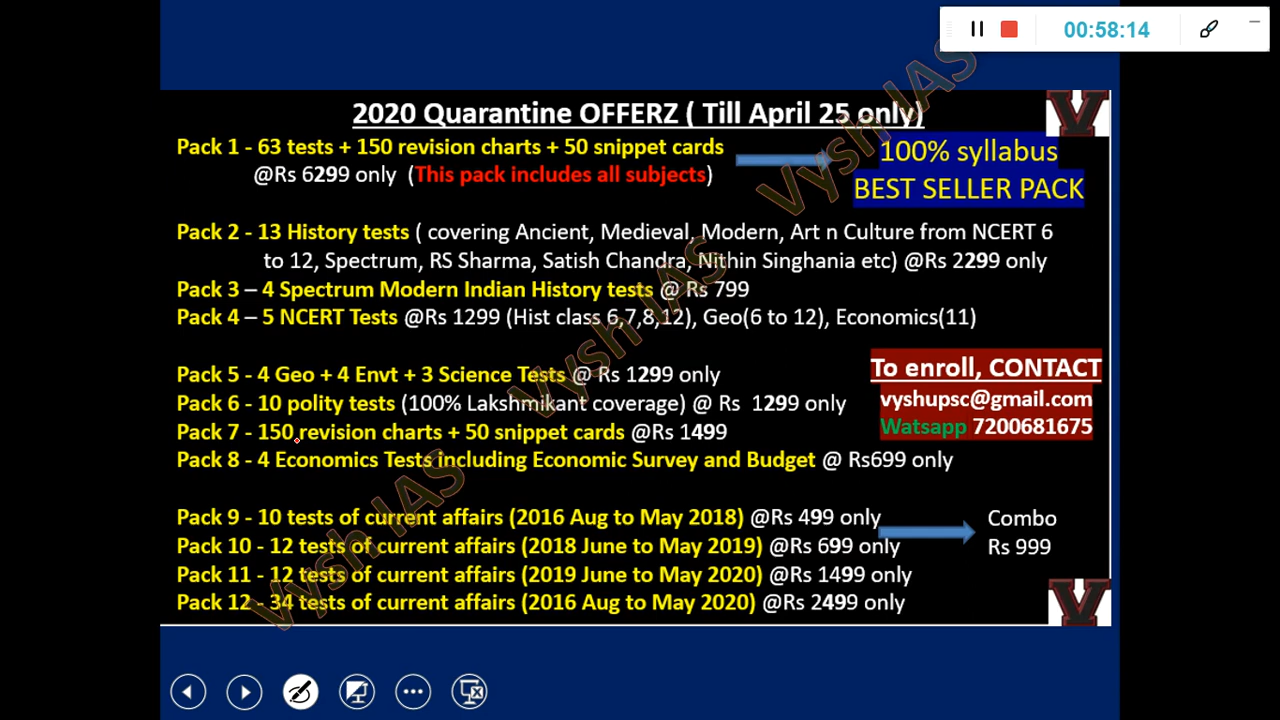 00:58:14
2020 Quarantine OFFERZ ( Till April 25 only)
Pack 1 - 63 tests + 150 revision charts + 50 snippet cards
@Rs 6299 only (This pack includes all subjects)
100% syllabus
BEST SELLER PACK
Pack 2 - 13 History tests ( covering Ancient, Medieval, Modern, Art n Culture from NCERT 6
to 12, Spectrum, RS Sharma, Satish Chandra, Nithin Singhania etc) @Rs 2299 only
Pack 3 – 4 Spectrum Modern Indian History tests @ Rs 799
Pack 4 – 5 NCERT Tests @Rs 1299 (Hist class 6,7,8,12), Geo(6 to 12), Economics(11)
Pack 5 - 4 Geo + 4 Envt + 3 Science Tests @ Rs 1299 only
Pack 6 - 10 polity tests (100% Lakshmikant coverage) @ Rs 1299 only
Pack 7 - 150 revision charts + 50 snippet cards @Rs 1499
Pack 8 - 4 Economics Tests including Economic Survey and Budget @ Rs699 only
To enroll, CONTACT
vyshupsc@gmail.com
Watsapp 7200681675
Pack 9 - 10 tests of current affairs (2016 Aug to May 2018) @Rs 499 only
Pack 10 - 12 tests of current affairs (2018 June to May 2019) @Rs 699 only
Combo
Rs 999
Pack 11 - 12 tests of current affairs (2019 June to May 2020) @Rs 1499 only
Pack 12 - 34 tests of current affairs (2016 Aug to May 2020) @Rs 2499 only
Vysh IAS
Vysh IAS
Vysh IAS
V
V